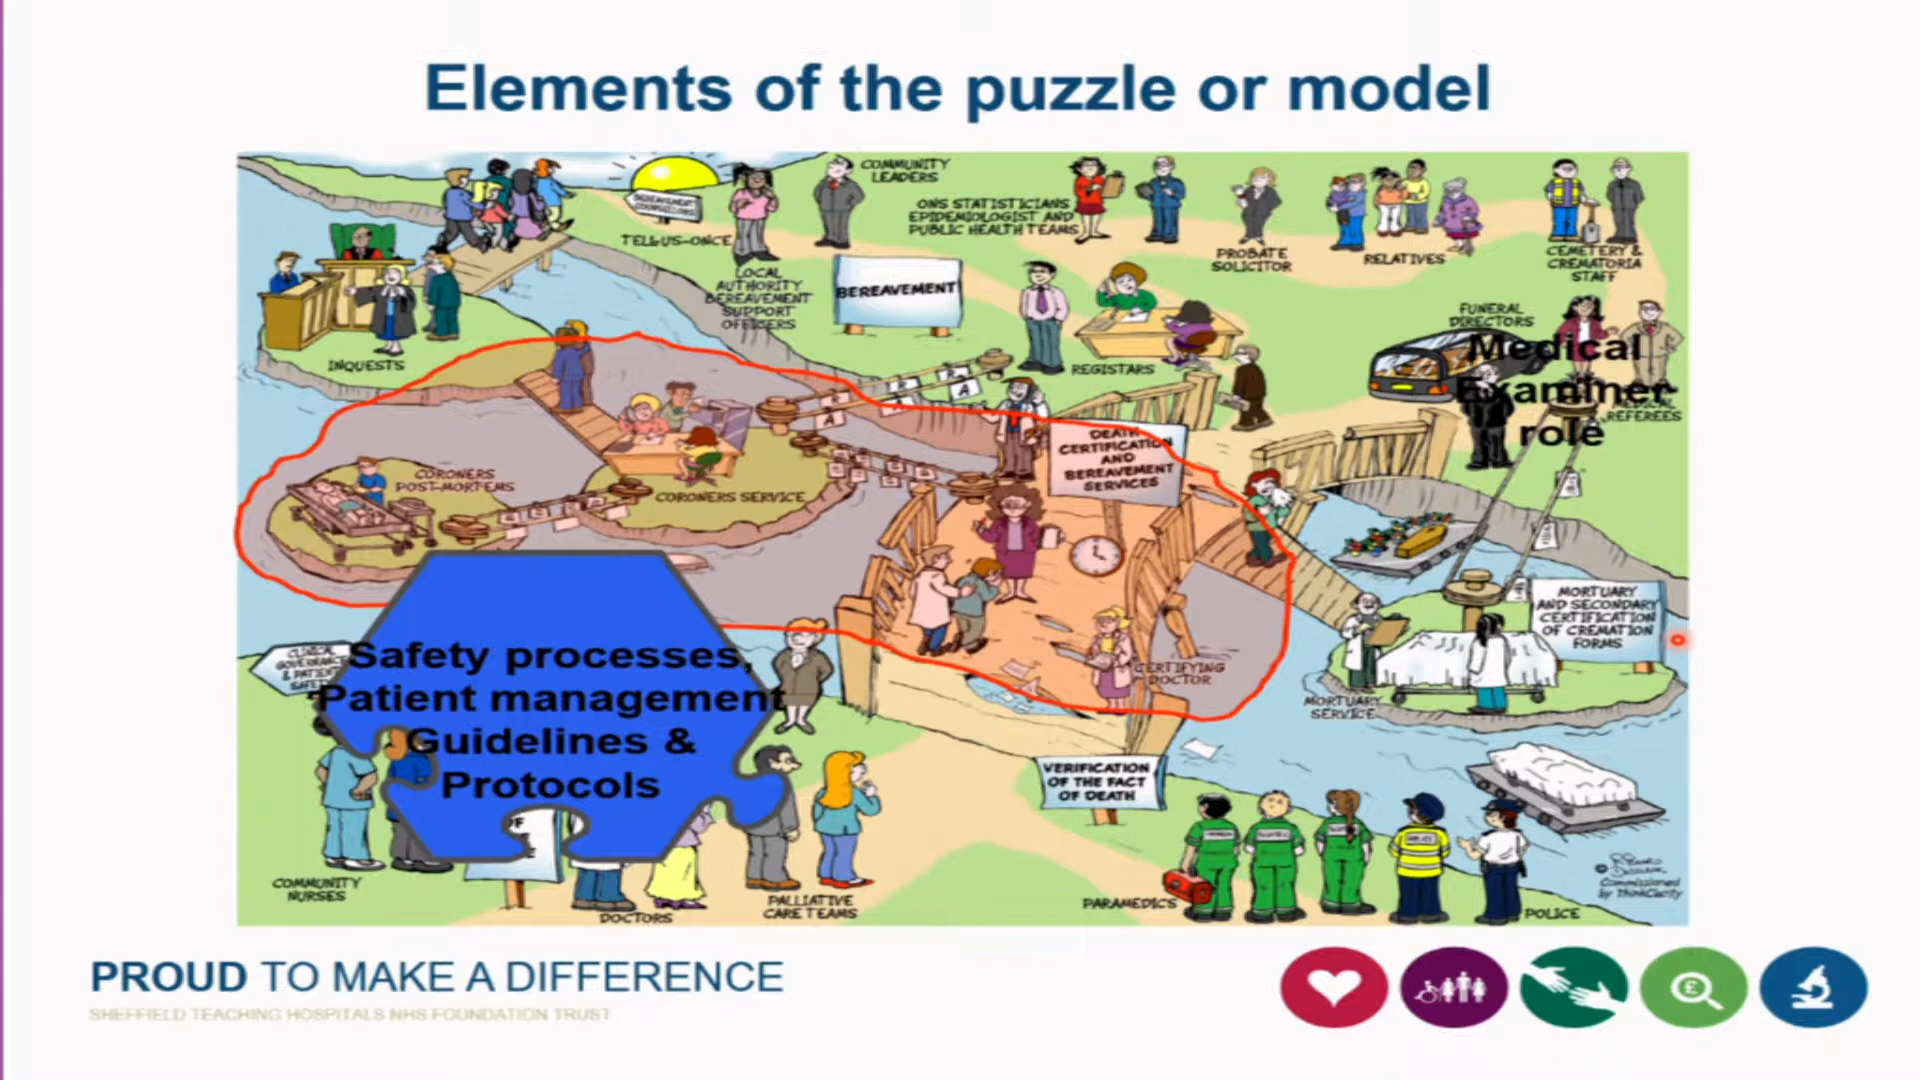 Elements of the puzzle or model
COMMUNITY
LEADERS
ONS STATISTICIANS
EPIDEMIOLOGIST AND
PUBLIC HEALTH TEAMS
TELL-US-ONCE
LOCAL
AUTHORITY
BEREAVEMENT
SUPPORT
OFFICERS
BEREAVEMENT
PROBATE
SOLICITOR
RELATIVES
CEMETERY &
CREMATORIA
STAFF
INQUESTS
REGISTARS
FUNERAL
DIRECTORS
Medical
Examiner
role
REFEREES
CORONERS
POST-MORTEMS
CORONERS SERVICE
DEATH
CERTIFICATION
AND
BEREAVEMENT
SERVICES
CERTIFYING
DOCTOR
MORTUARY
AND SECONDARY
CERTIFICATION
OF CREMATION
FORMS
MORTUARY
SERVICE
CLINICAL
GOVERNANCE
& PATIENT
Safety processes,
Patient management
Guidelines &
Protocols
VERIFICATION
OF THE FACT
OF DEATH
COMMUNITY
NURSES
DOCTORS
PALLIATIVE
CARE TEAMS
PARAMEDICS
POLICE
©
Commissioned
by ThinkClarity
PROUD TO MAKE A DIFFERENCE
SHEFFIELD TEACHING HOSPITALS NHS FOUNDATION TRUST